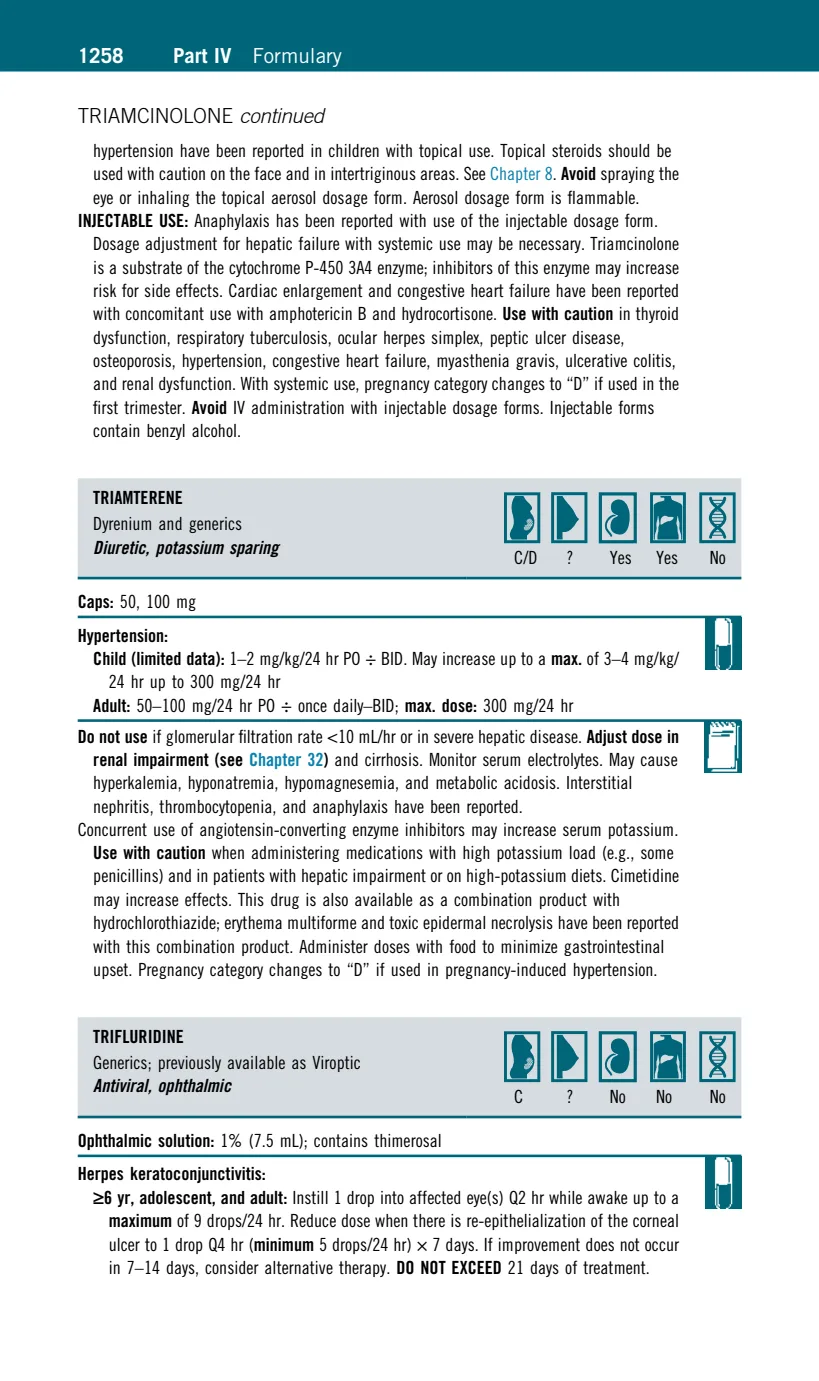 1258 Part IV Formulary
TRIAMCINOLONE continued
hypertension have been reported in children with topical use. Topical steroids should be
used with caution on the face and in intertriginous areas. See Chapter 8. Avoid spraying the
eye or inhaling the topical aerosol dosage form. Aerosol dosage form is flammable.
INJECTABLE USE: Anaphylaxis has been reported with use of the injectable dosage form.
Dosage adjustment for hepatic failure with systemic use may be necessary. Triamcinolone
is a substrate of the cytochrome P-450 3A4 enzyme; inhibitors of this enzyme may increase
risk for side effects. Cardiac enlargement and congestive heart failure have been reported
with concomitant use with amphotericin B and hydrocortisone. Use with caution in thyroid
dysfunction, respiratory tuberculosis, ocular herpes simplex, peptic ulcer disease,
osteoporosis, hypertension, congestive heart failure, myasthenia gravis, ulcerative colitis,
and renal dysfunction. With systemic use, pregnancy category changes to “D” if used in the
first trimester. Avoid IV administration with injectable dosage forms. Injectable forms
contain benzyl alcohol.
TRIAMTERENE
Dyrenium and generics
Diuretic, potassium sparing
C/D ? Yes Yes No
Caps: 50, 100 mg
Hypertension:
Child (limited data): 1–2 mg/kg/24 hr PO ÷ BID. May increase up to a max. of 3–4 mg/kg/
24 hr up to 300 mg/24 hr
Adult: 50–100 mg/24 hr PO ÷ once daily–BID; max. dose: 300 mg/24 hr
Do not use if glomerular filtration rate <10 mL/hr or in severe hepatic disease. Adjust dose in
renal impairment (see Chapter 32) and cirrhosis. Monitor serum electrolytes. May cause
hyperkalemia, hyponatremia, hypomagnesemia, and metabolic acidosis. Interstitial
nephritis, thrombocytopenia, and anaphylaxis have been reported.
Concurrent use of angiotensin-converting enzyme inhibitors may increase serum potassium.
Use with caution when administering medications with high potassium load (e.g., some
penicillins) and in patients with hepatic impairment or on high-potassium diets. Cimetidine
may increase effects. This drug is also available as a combination product with
hydrochlorothiazide; erythema multiforme and toxic epidermal necrolysis have been reported
with this combination product. Administer doses with food to minimize gastrointestinal
upset. Pregnancy category changes to “D” if used in pregnancy-induced hypertension.
TRIFLURIDINE
Generics; previously available as Viroptic
Antiviral, ophthalmic
C ? No No No
Ophthalmic solution: 1% (7.5 mL); contains thimerosal
Herpes keratoconjunctivitis:
≥6 yr, adolescent, and adult: Instill 1 drop into affected eye(s) Q2 hr while awake up to a
maximum of 9 drops/24 hr. Reduce dose when there is re-epithelialization of the corneal
ulcer to 1 drop Q4 hr (minimum 5 drops/24 hr) × 7 days. If improvement does not occur
in 7–14 days, consider alternative therapy. DO NOT EXCEED 21 days of treatment.